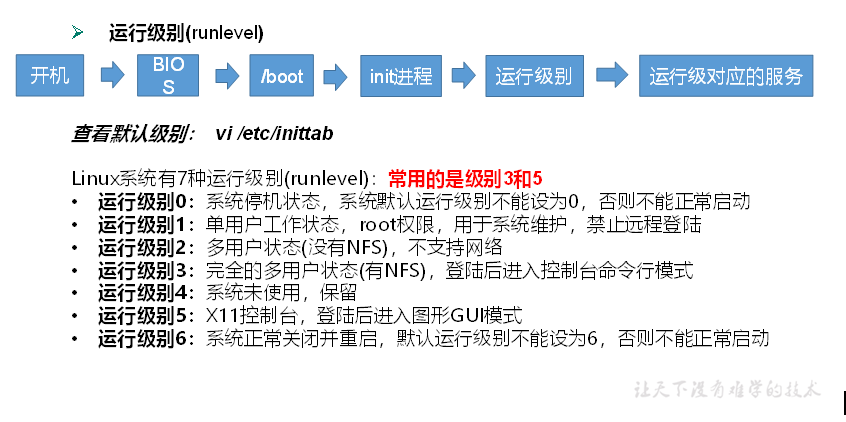 ➢ 运行级别(runlevel)
开机
BIO
S
/boot
init进程
运行级别
运行级对应的服务
查看默认级别： vi /etc/inittab
Linux系统有7种运行级别(runlevel)：常用的是级别3和5
• 运行级别0：系统停机状态，系统默认运行级别不能设为0，否则不能正常启动
• 运行级别1：单用户工作状态，root权限，用于系统维护，禁止远程登陆
• 运行级别2：多用户状态(没有NFS)，不支持网络
• 运行级别3：完全的多用户状态(有NFS)，登陆后进入控制台命令行模式
• 运行级别4：系统未使用，保留
• 运行级别5：X11控制台，登陆后进入图形GUI模式
• 运行级别6：系统正常关闭并重启，默认运行级别不能设为6，否则不能正常启动
让天下没有难学的技术